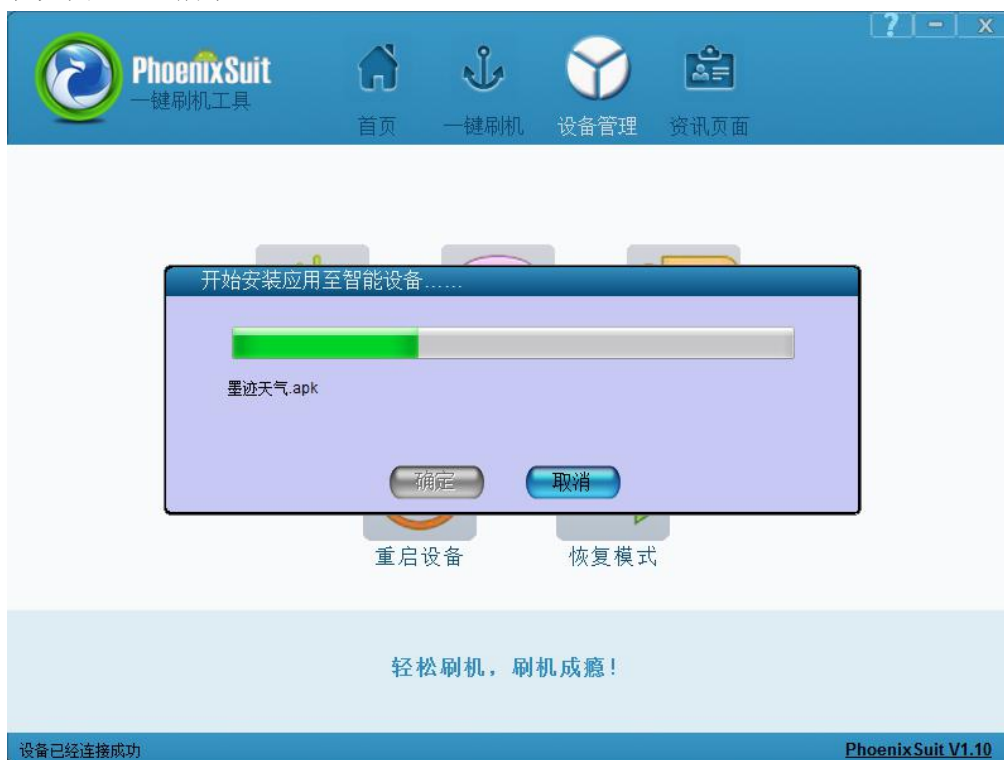 ? - x
PhoenixSuit
一键刷机工具
首页 一键刷机 设备管理 资讯页面
开始安装应用至智能设备......
墨迹天气.apk
确定 取消
重启设备 恢复模式
轻松刷机，刷机成瘾！
设备已经连接成功 PhoenixSuit V1.10